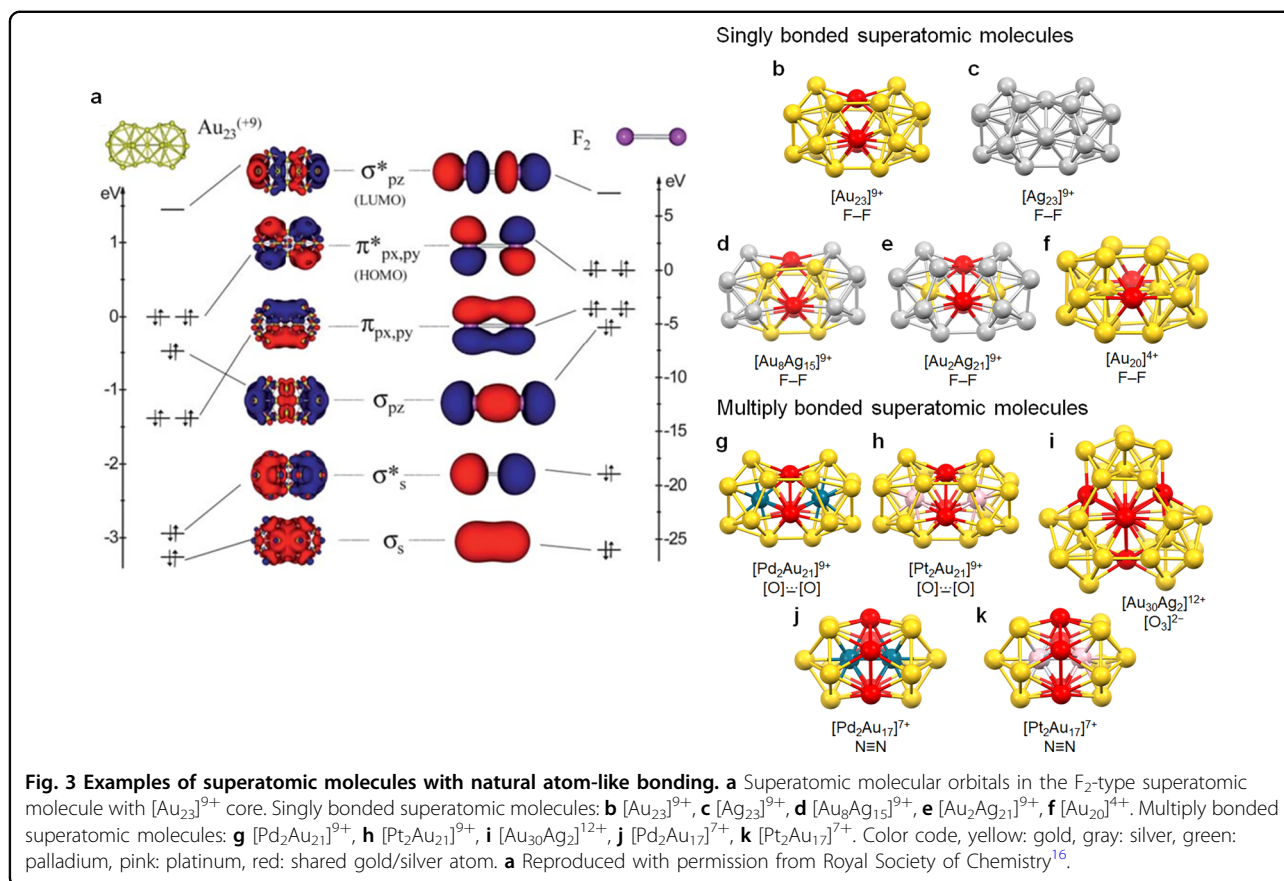 a
Au₂₃⁽⁺⁹⁾
F₂
eV
1
0
-1
-2
-3
σ*pz
(LUMO)
π*px,py
(HOMO)
πpx,py
σpz
σ*s
σs
eV
5
0
-5
-10
-15
-20
-25
Singly bonded superatomic molecules
b
c
[Au₂₃]⁹⁺
F–F
[Ag₂₃]⁹⁺
F–F
d
e
f
[Au₈Ag₁₅]⁹⁺
F–F
[Au₂Ag₂₁]⁹⁺
F–F
[Au₂₀]⁴⁺
F–F
Multiply bonded superatomic molecules
g
h
i
[Pd₂Au₂₁]⁹⁺
[O]⩧[O]
[Pt₂Au₂₁]⁹⁺
[O]⩧[O]
[Au₃₀Ag₂]¹²⁺
[O₃]²⁻
j
k
[Pd₂Au₁₇]⁷⁺
N≡N
[Pt₂Au₁₇]⁷⁺
N≡N
Fig. 3 Examples of superatomic molecules with natural atom-like bonding. a Superatomic molecular orbitals in the F₂-type superatomic
molecule with [Au₂₃]⁹⁺ core. Singly bonded superatomic molecules: b [Au₂₃]⁹⁺, c [Ag₂₃]⁹⁺, d [Au₈Ag₁₅]⁹⁺, e [Au₂Ag₂₁]⁹⁺, f [Au₂₀]⁴⁺. Multiply bonded
superatomic molecules: g [Pd₂Au₂₁]⁹⁺, h [Pt₂Au₂₁]⁹⁺, i [Au₃₀Ag₂]¹²⁺, j [Pd₂Au₁₇]⁷⁺, k [Pt₂Au₁₇]⁷⁺. Color code, yellow: gold, gray: silver, green:
palladium, pink: platinum, red: shared gold/silver atom. a Reproduced with permission from Royal Society of Chemistry¹⁶.